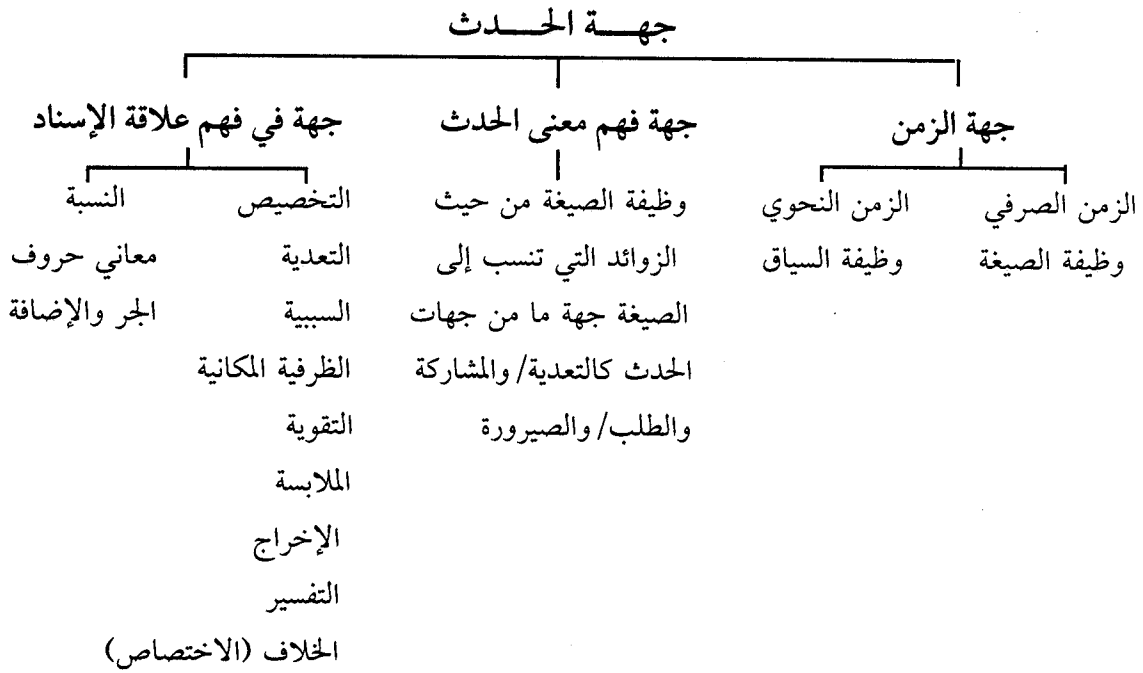 جهـــة الحـــدث
جهة الزمن
جهة فهم معنى الحدث
جهة في فهم علاقة الإسناد
الزمن الصرفي
وظيفة الصيغة
الزمن النحوي
وظيفة السياق
وظيفة الصيغة من حيث
الزوائد التي تنسب إلى
الصيغة جهة ما من جهات
الحدث كالتعدية/ والمشاركة
والطلب/ والصيرورة
التخصيص
التعدية
السببية
الظرفية المكانية
التقوية
الملابسة
الإخراج
التفسير
الخلاف (الاختصاص)
النسبة
معاني حروف
الجر والإضافة